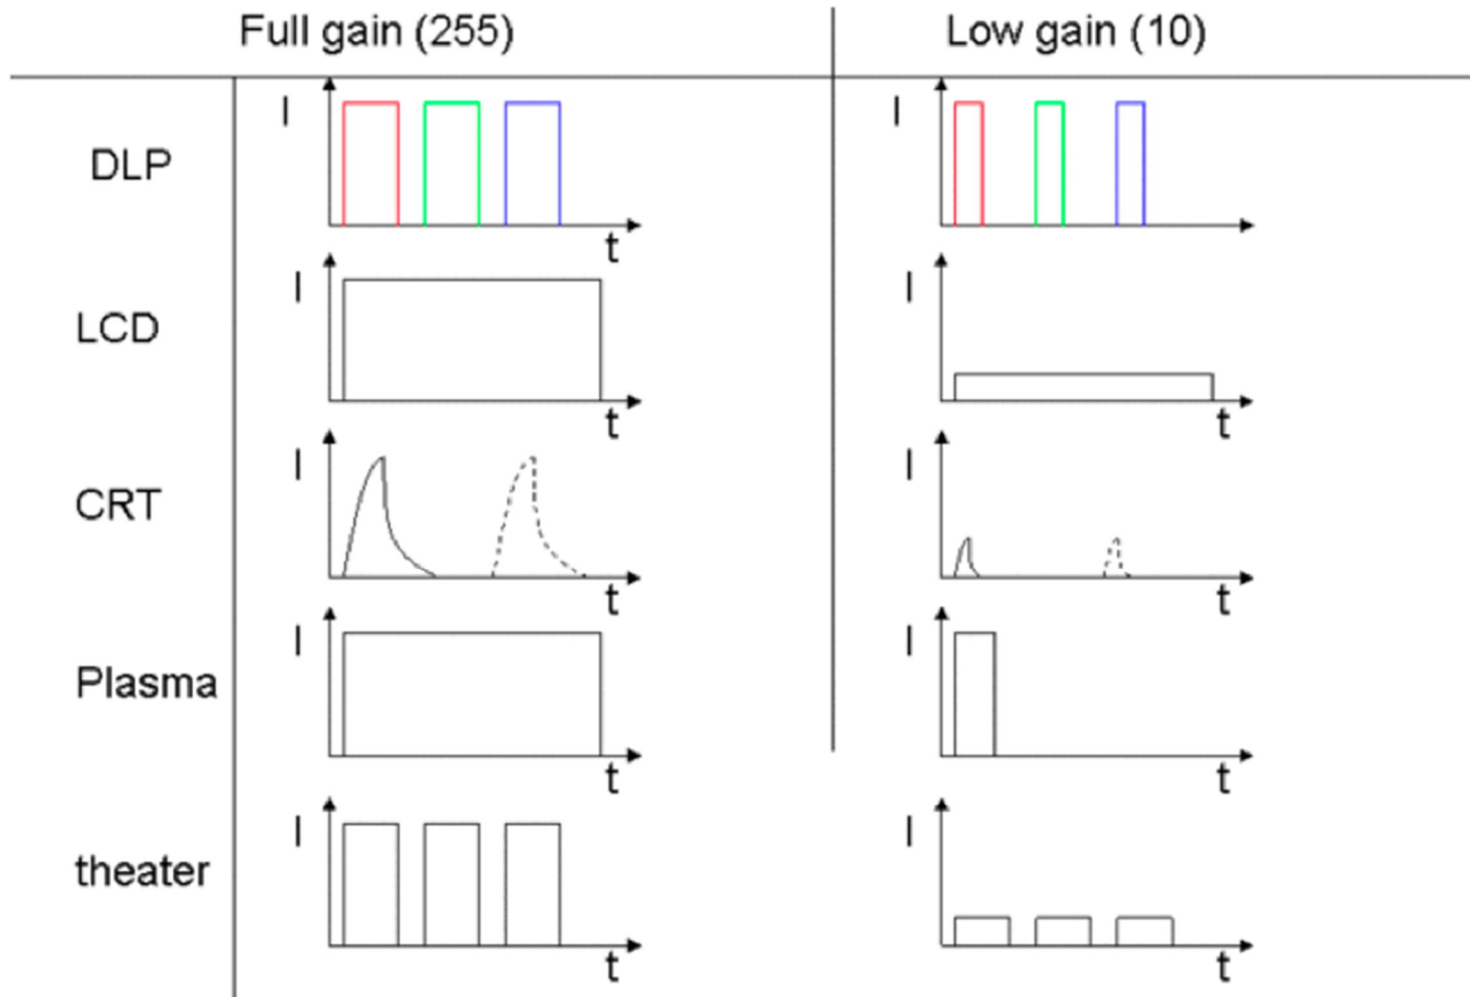 Full gain (255) Low gain (10)
DLP I t I
LCD I t I t
CRT I t I t
Plasma I t I t
theater I t I t